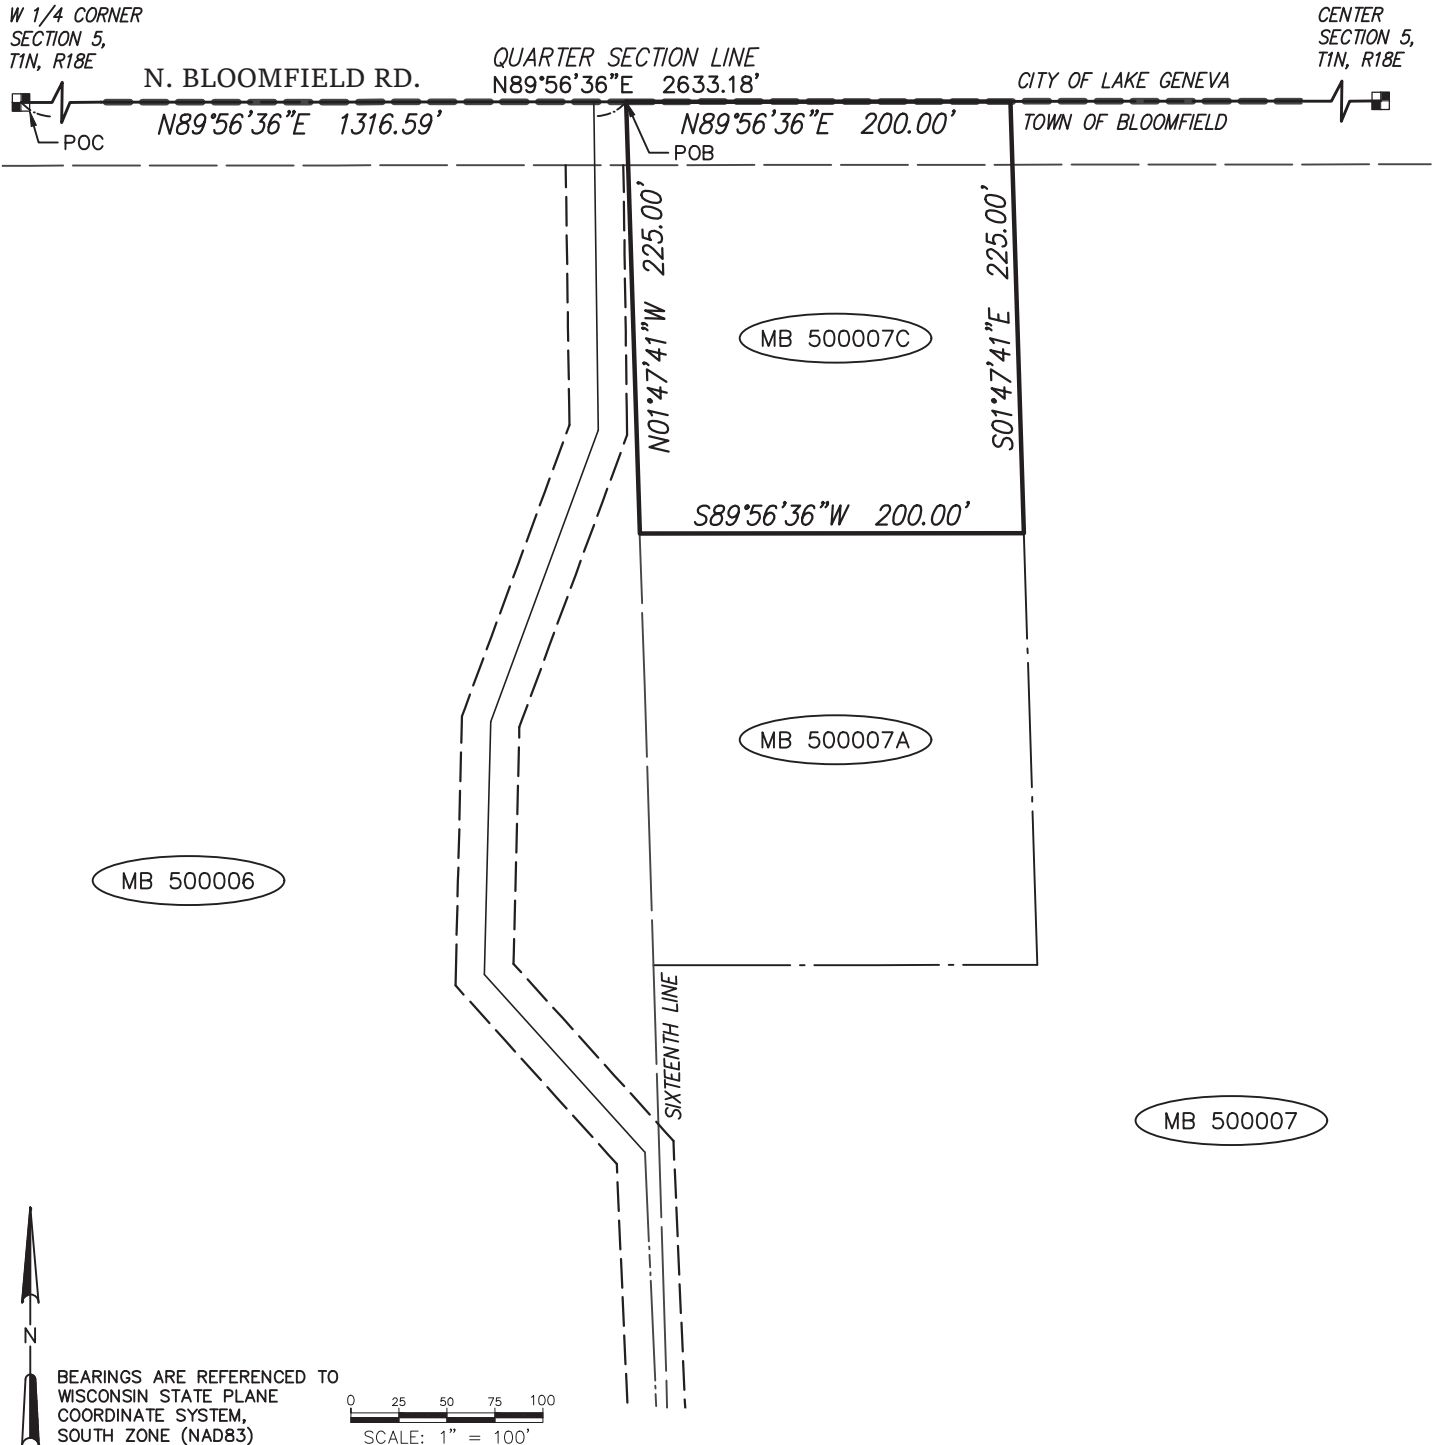 W 1/4 CORNER
SECTION 5,
T1N, R18E
N. BLOOMFIELD RD.
QUARTER SECTION LINE
N89°56'36"E 2633.18'
CITY OF LAKE GENEVA
CENTER
SECTION 5,
T1N, R18E
N89°56'36"E 1316.59'
N89°56'36"E 200.00'
TOWN OF BLOOMFIELD
POC
POB
N01°47'41"W 225.00'
S01°47'41"E 225.00'
MB 500007C
S89°56'36"W 200.00'
MB 500007A
MB 500006
SIXTEENTH LINE
MB 500007
N
BEARINGS ARE REFERENCED TO
WISCONSIN STATE PLANE
COORDINATE SYSTEM,
SOUTH ZONE (NAD83)
0 25 50 75 100
SCALE: 1" = 100'